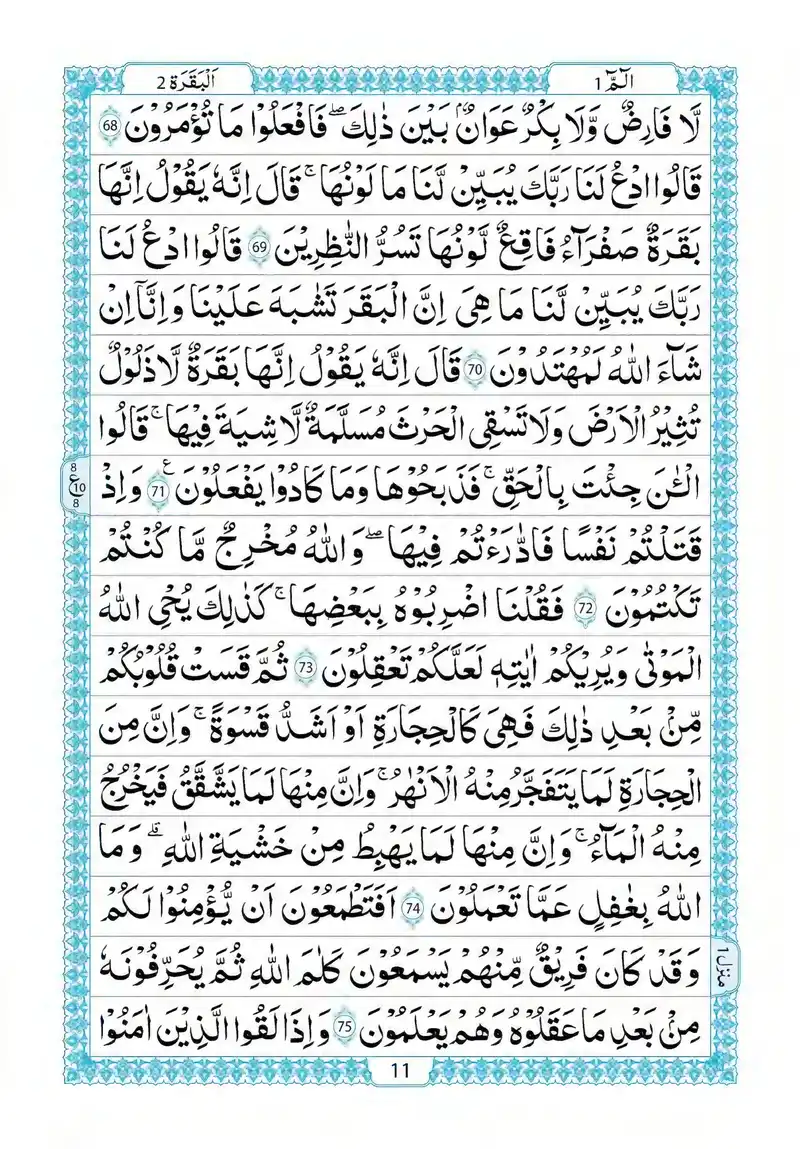 الٓمّٓ 1
اَلْبَقَرَة 2
لَّا فَارِضٌ وَّلَا بِكْرٌ عَوَانٌۢ بَيْنَ ذٰلِكَ ؕ فَافْعَلُوْا مَا تُؤْمَرُوْنَ 68
قَالُوا ادْعُ لَنَا رَبَّكَ يُبَيِّنْ لَّنَا مَا لَوْنُهَا ۚ قَالَ اِنَّهٗ يَقُوْلُ اِنَّهَا
بَقَرَةٌ صَفْرَآءُ فَاقِعٌ لَّوْنُهَا تَسُرُّ النّٰظِرِيْنَ 69 قَالُوا ادْعُ لَنَا
رَبَّكَ يُبَيِّنْ لَّنَا مَا هِيَ اِنَّ الْبَقَرَ تَشٰبَهَ عَلَيْنَا وَاِنَّاۤ اِنْ
شَآءَ اللّٰهُ لَمُهْتَدُوْنَ 70 قَالَ اِنَّهٗ يَقُوْلُ اِنَّهَا بَقَرَةٌ لَّا ذَلُوْلٌ
تُثِيْرُ الْاَرْضَ وَلَا تَسْقِى الْحَرْثَ مُسَلَّمَةٌ لَّا شِيَةَ فِيْهَا ۚ قَالُوا
الْـٰٔنَ جِئْتَ بِالْحَقِّ ۚ فَذَبَحُوْهَا وَمَا كَادُوْا يَفْعَلُوْنَ 71 ع وَاِذْ
8 ع 10 8
قَتَلْتُمْ نَفْسًا فَادّٰرَءْتُمْ فِيْهَا ۖ وَاللّٰهُ مُخْرِجٌ مَّا كُنْتُمْ
تَكْتُمُوْنَ 72 فَقُلْنَا اضْرِبُوْهُ بِبَعْضِهَا ۚ كَذٰلِكَ يُحْىِ اللّٰهُ
الْمَوْتٰى وَيُرِيْكُمْ اٰيٰتِهٖ لَعَلَّكُمْ تَعْقِلُوْنَ 73 ثُمَّ قَسَتْ قُلُوْبُكُمْ
مِّنْۢ بَعْدِ ذٰلِكَ فَهِىَ كَالْحِجَارَةِ اَوْ اَشَدُّ قَسْوَةً ۚ وَاِنَّ مِنَ
الْحِجَارَةِ لَمَا يَتَفَجَّرُ مِنْهُ الْاَنْهٰرُ ۚ وَاِنَّ مِنْهَا لَمَا يَشَّقَّقُ فَيَخْرُجُ
مِنْهُ الْمَآءُ ۚ وَاِنَّ مِنْهَا لَمَا يَهْبِطُ مِنْ خَشْيَةِ اللّٰهِ ۗ وَمَا
اللّٰهُ بِغٰفِلٍ عَمَّا تَعْمَلُوْنَ 74 اَفَتَطْمَعُوْنَ اَنْ يُّؤْمِنُوْا لَكُمْ
وَقَدْ كَانَ فَرِيْقٌ مِّنْهُمْ يَسْمَعُوْنَ كَلٰمَ اللّٰهِ ثُمَّ يُحَرِّفُوْنَهٗ
منزل 1
مِنْۢ بَعْدِ مَا عَقَلُوْهُ وَهُمْ يَعْلَمُوْنَ 75 وَاِذَا لَقُوا الَّذِيْنَ اٰمَنُوْا
11